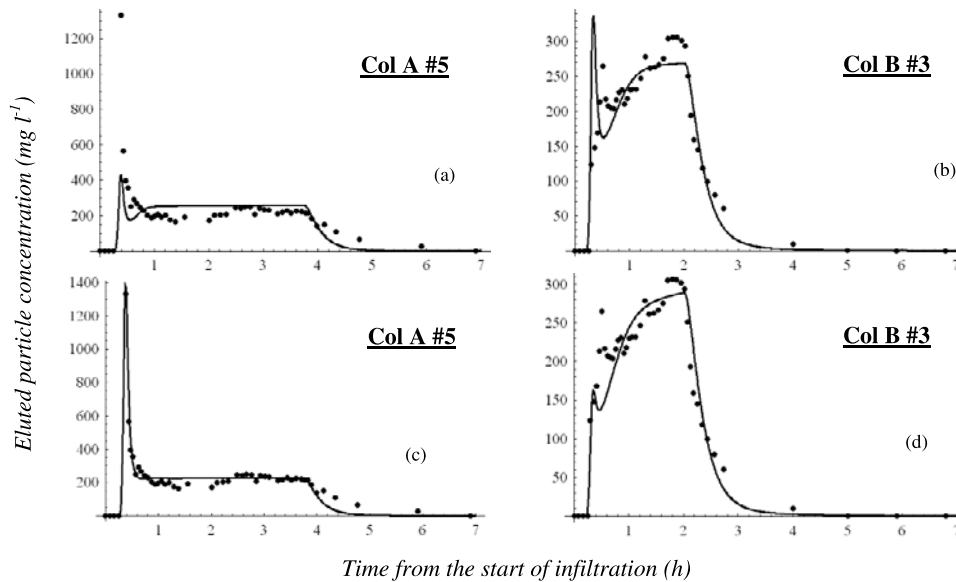 Eluted particle concentration (mg l⁻¹)
1200
1000
800
600
400
200
1 2 3 4 5 6 7
Col A #5
(a)
300
250
200
150
100
50
1 2 3 4 5 6 7
Col B #3
(b)
1400
1200
1000
800
600
400
200
1 2 3 4 5 6 7
Col A #5
(c)
300
250
200
150
100
50
1 2 3 4 5 6 7
Col B #3
(d)
Time from the start of infiltration (h)